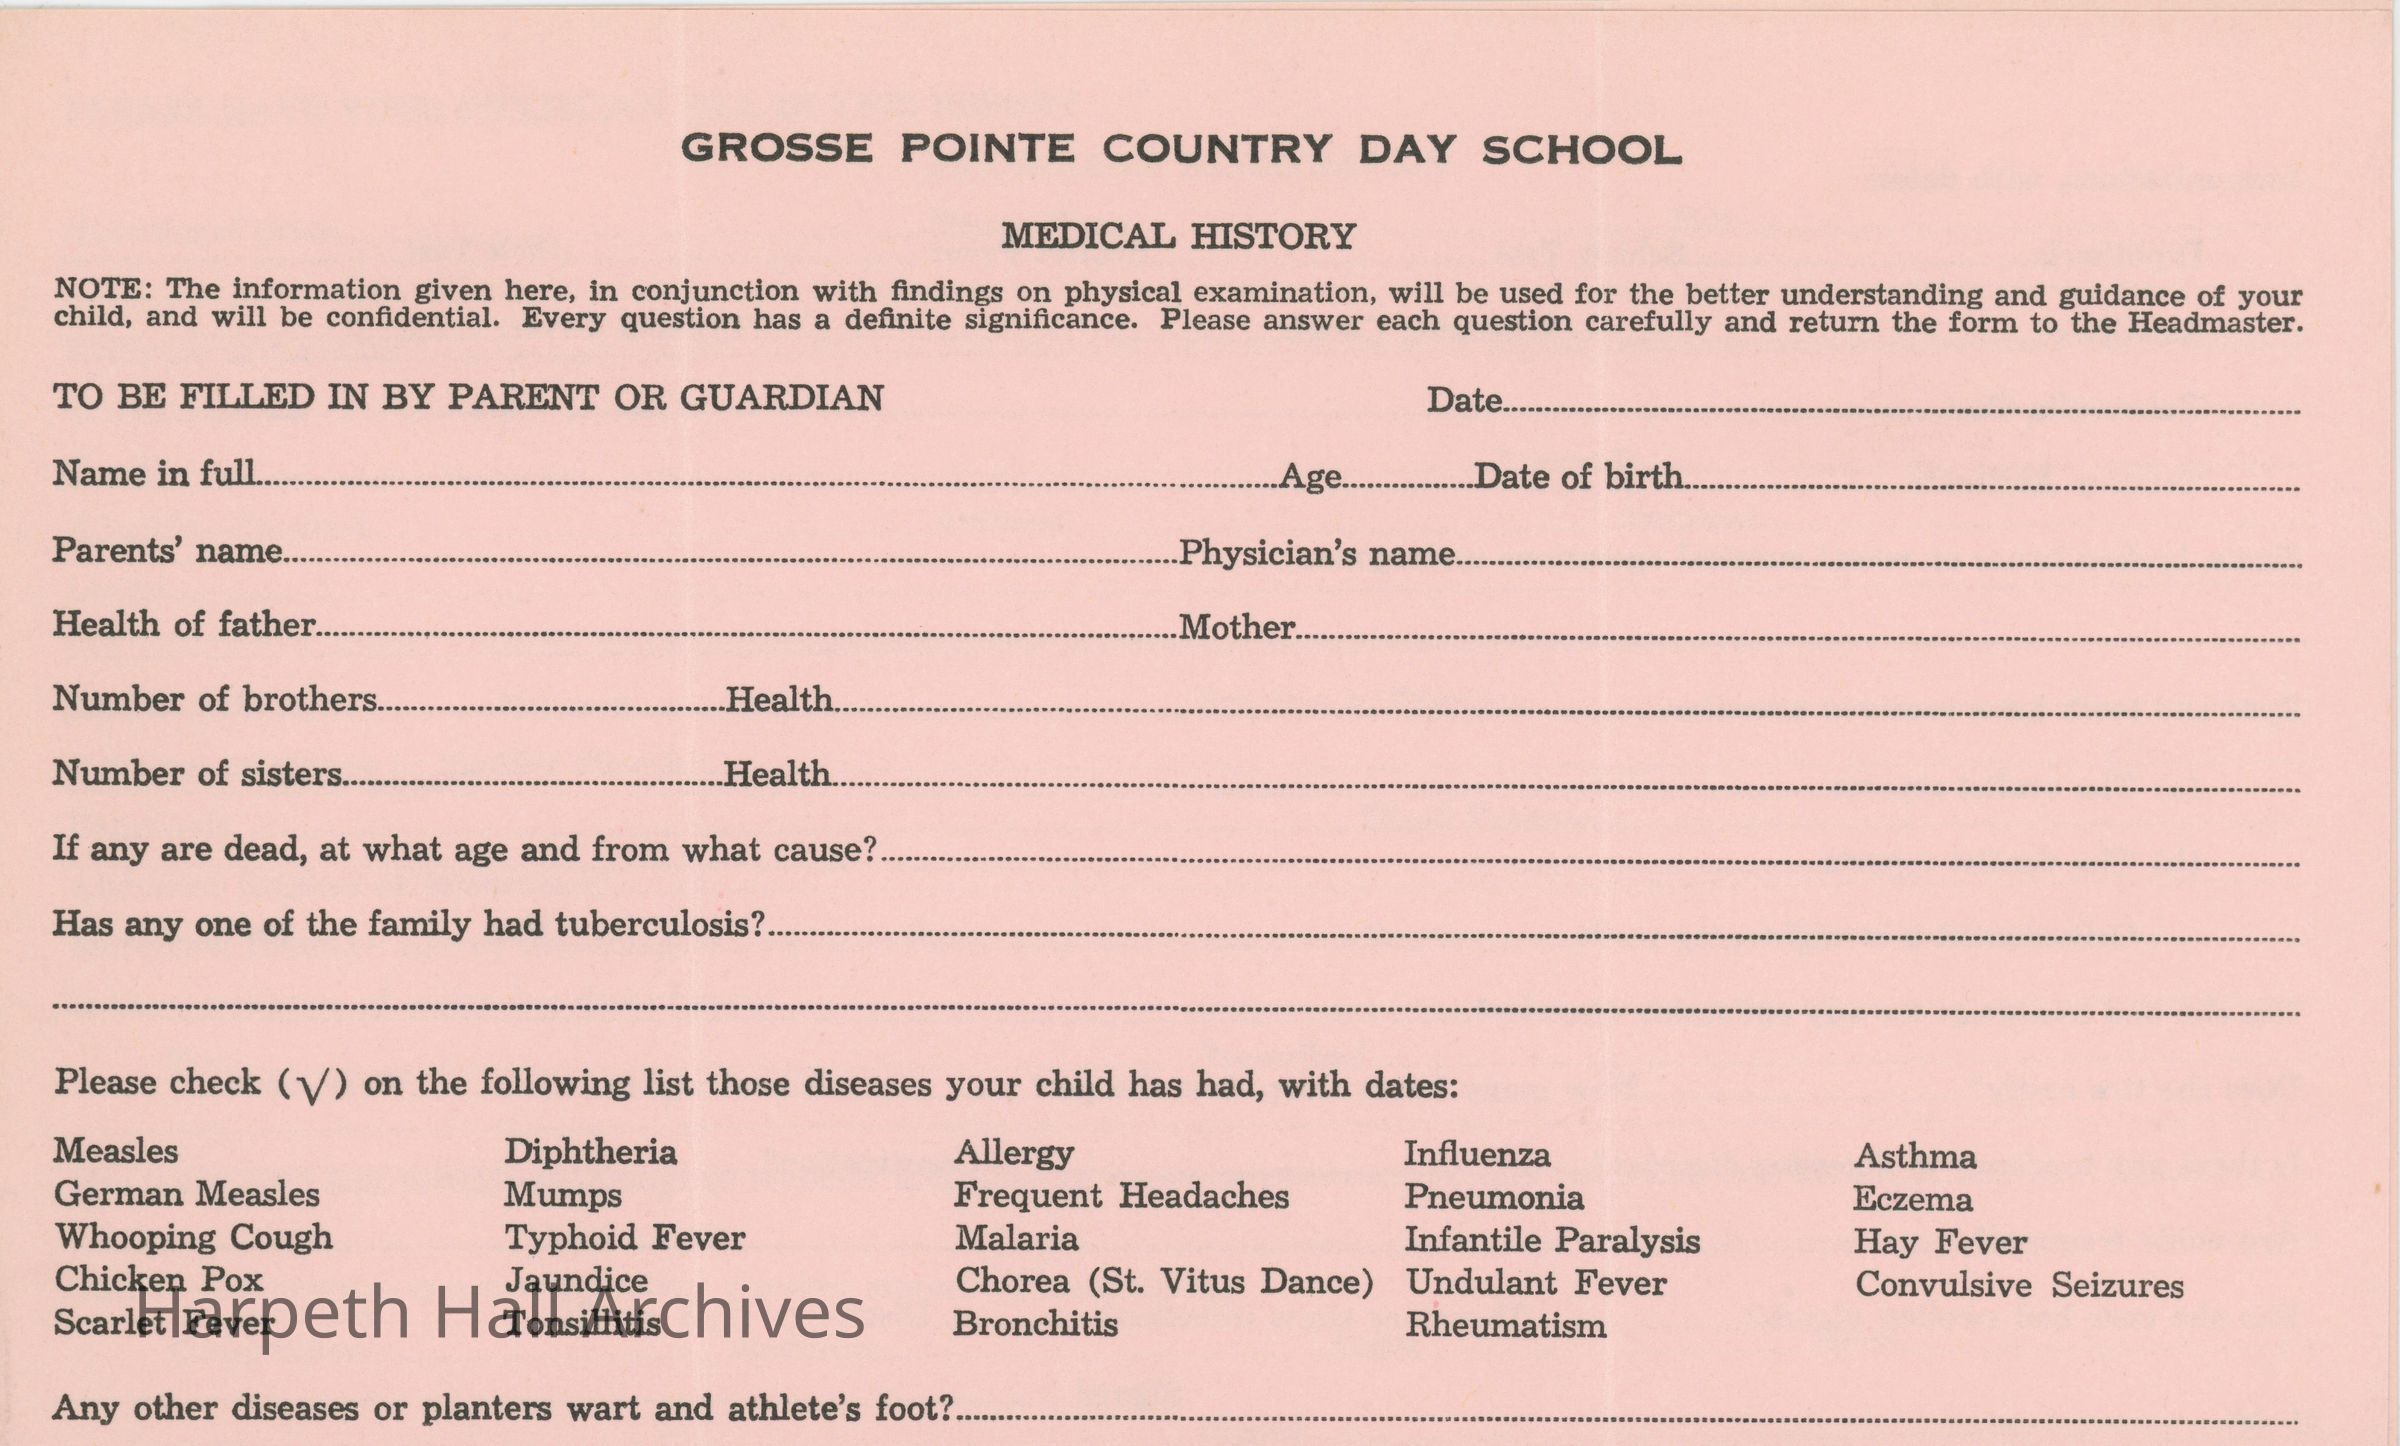 GROSSE POINTE COUNTRY DAY SCHOOL
MEDICAL HISTORY
NOTE: The information given here, in conjunction with findings on physical examination, will be used for the better understanding and guidance of your
child, and will be confidential. Every question has a definite significance. Please answer each question carefully and return the form to the Headmaster.
TO BE FILLED IN BY PARENT OR GUARDIAN Date
Name in full Age Date of birth
Parents' name Physician's name
Health of father Mother
Number of brothers Health
Number of sisters Health
If any are dead, at what age and from what cause?
Has any one of the family had tuberculosis?
Please check (√) on the following list those diseases your child has had, with dates:
Measles Diphtheria Allergy Influenza Asthma
German Measles Mumps Frequent Headaches Pneumonia Eczema
Whooping Cough Typhoid Fever Malaria Infantile Paralysis Hay Fever
Chicken Pox Jaundice Chorea (St. Vitus Dance) Undulant Fever Convulsive Seizures
Scarlet Fever Tonsillitis Bronchitis Rheumatism
Harpeth Hall Archives
Any other diseases or planters wart and athlete's foot?